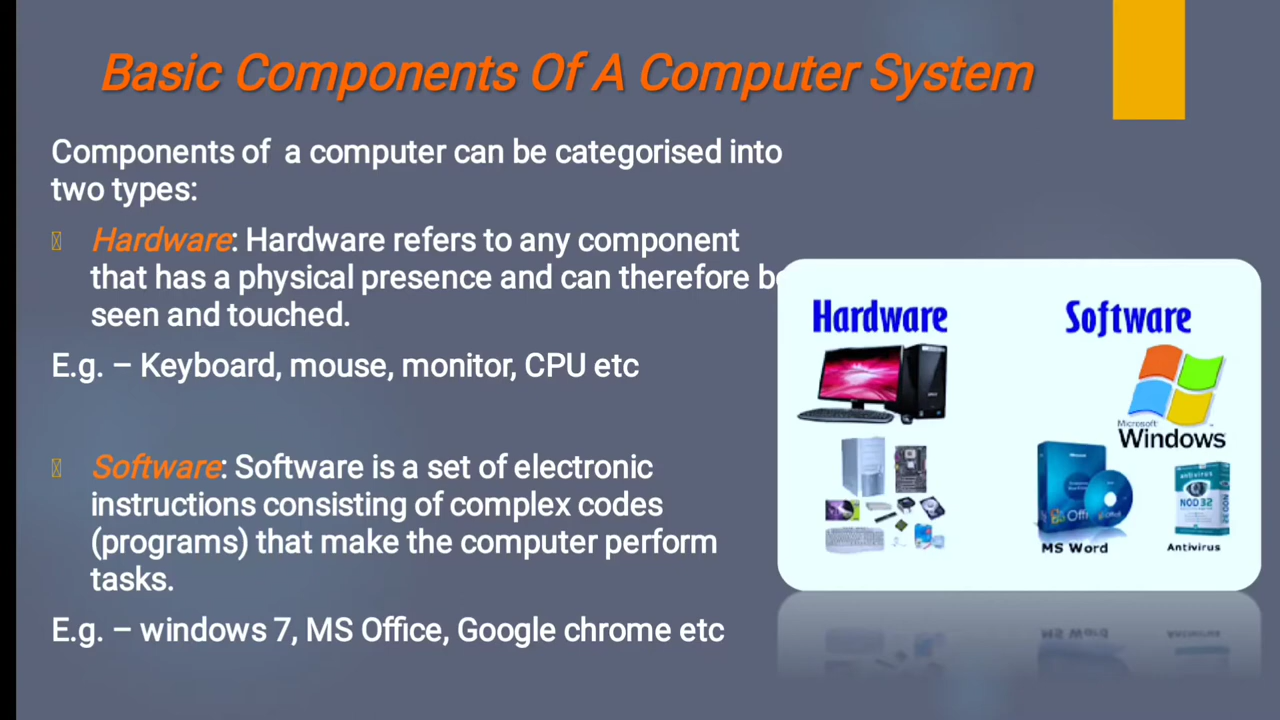 Basic Components Of A Computer System
Components of a computer can be categorised into
two types:
Hardware: Hardware refers to any component
that has a physical presence and can therefore be
seen and touched.
E.g. – Keyboard, mouse, monitor, CPU etc
Software: Software is a set of electronic
instructions consisting of complex codes
(programs) that make the computer perform
tasks.
E.g. – windows 7, MS Office, Google chrome etc
Hardware
Software
Microsoft
Windows
MS Word
antivirus
NOD 32
Antivirus